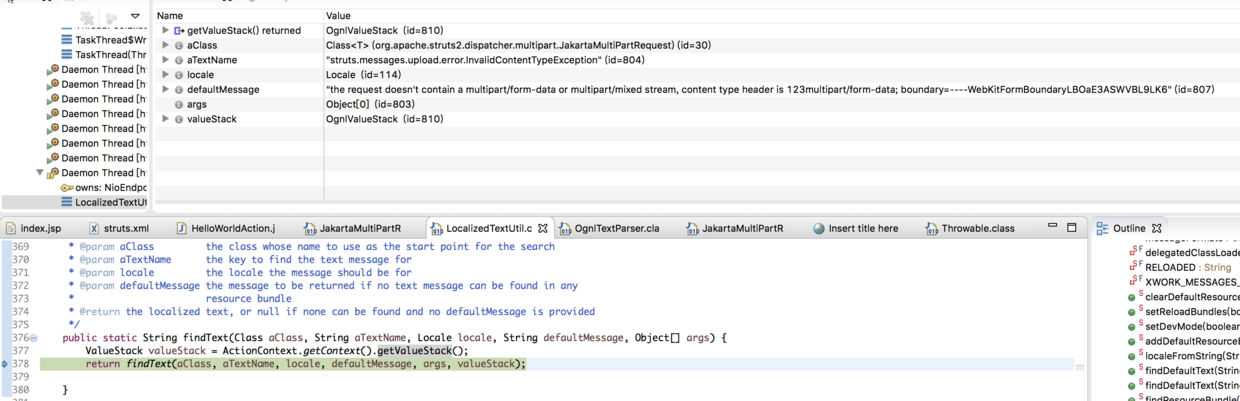 TaskThread$Wr
TaskThread(Thr
Daemon Thread [h
Daemon Thread [h
Daemon Thread [h
Daemon Thread [h
Daemon Thread [h
Daemon Thread [h
Daemon Thread [h
Daemon Thread [h
owns: NioEndpo
LocalizedTextUt
Name Value
getValueStack() returned OgnlValueStack (id=810)
aClass Class<T> (org.apache.struts2.dispatcher.multipart.JakartaMultiPartRequest) (id=30)
aTextName "struts.messages.upload.error.InvalidContentTypeException" (id=804)
locale Locale (id=114)
defaultMessage "the request doesn't contain a multipart/form-data or multipart/mixed stream, content type header is 123multipart/form-data; boundary=----WebKitFormBoundaryLBOaE3ASWVBL9LK6" (id=807)
args Object[0] (id=803)
valueStack OgnlValueStack (id=810)
index.jsp struts.xml HelloWorldAction.j JakartaMultiPartR LocalizedTextUtil.c OgnlTextParser.cla JakartaMultiPartR Insert title here Throwable.class
369 * @param aClass the class whose name to use as the start point for the search
370 * @param aTextName the key to find the text message for
371 * @param locale the locale the message should be for
372 * @param defaultMessage the message to be returned if no text message can be found in any
373 * resource bundle
374 * @return the localized text, or null if none can be found and no defaultMessage is provided
375 */
376 public static String findText(Class aClass, String aTextName, Locale locale, String defaultMessage, Object[] args) {
377 ValueStack valueStack = ActionContext.getContext().getValueStack();
378 return findText(aClass, aTextName, locale, defaultMessage, args, valueStack);
379
380 }
Outline
delegatedClassLoade
RELOADED : String
XWORK_MESSAGES_
clearDefaultResource
setReloadBundles(bo
setDevMode(boolean
addDefaultResourceB
localeFromString(Str
findDefaultText(String
findDefaultText(String
findResourceBundle(